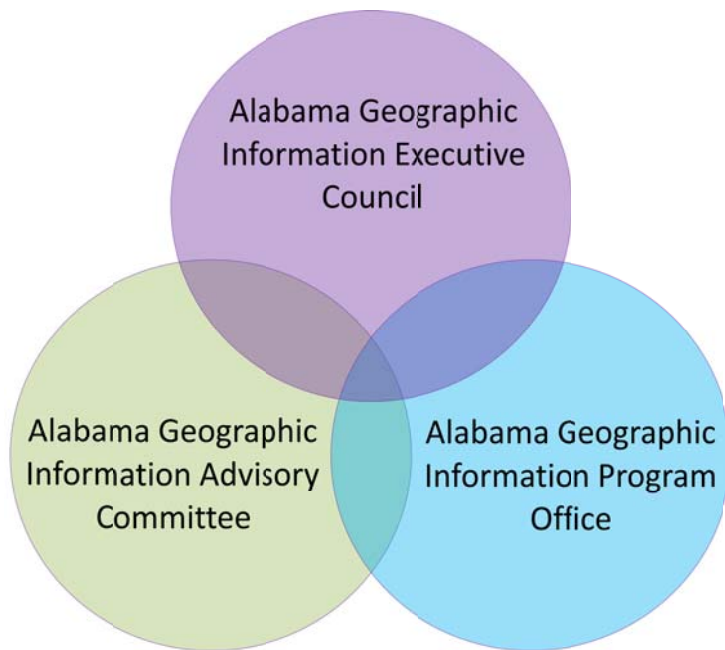 Alabama Geographic
Information Executive
Council
Alabama Geographic
Information Advisory
Committee
Alabama Geographic
Information Program
Office